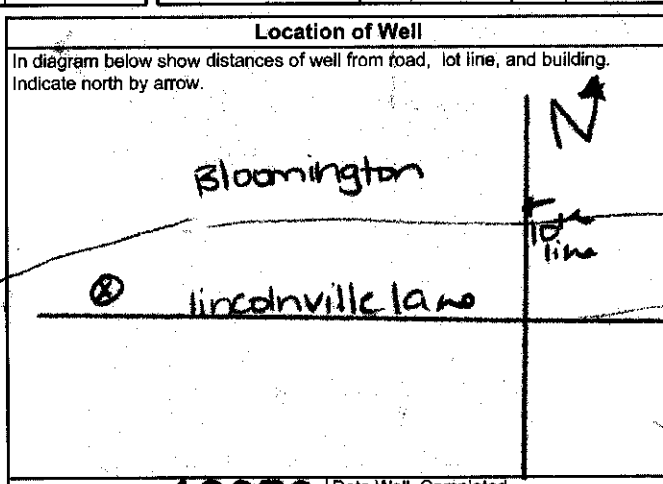 Location of Well
In diagram below show distances of well from road, lot line, and building.
Indicate north by arrow.
N
Bloomington
line
lincolnville lane
Date Well Completed